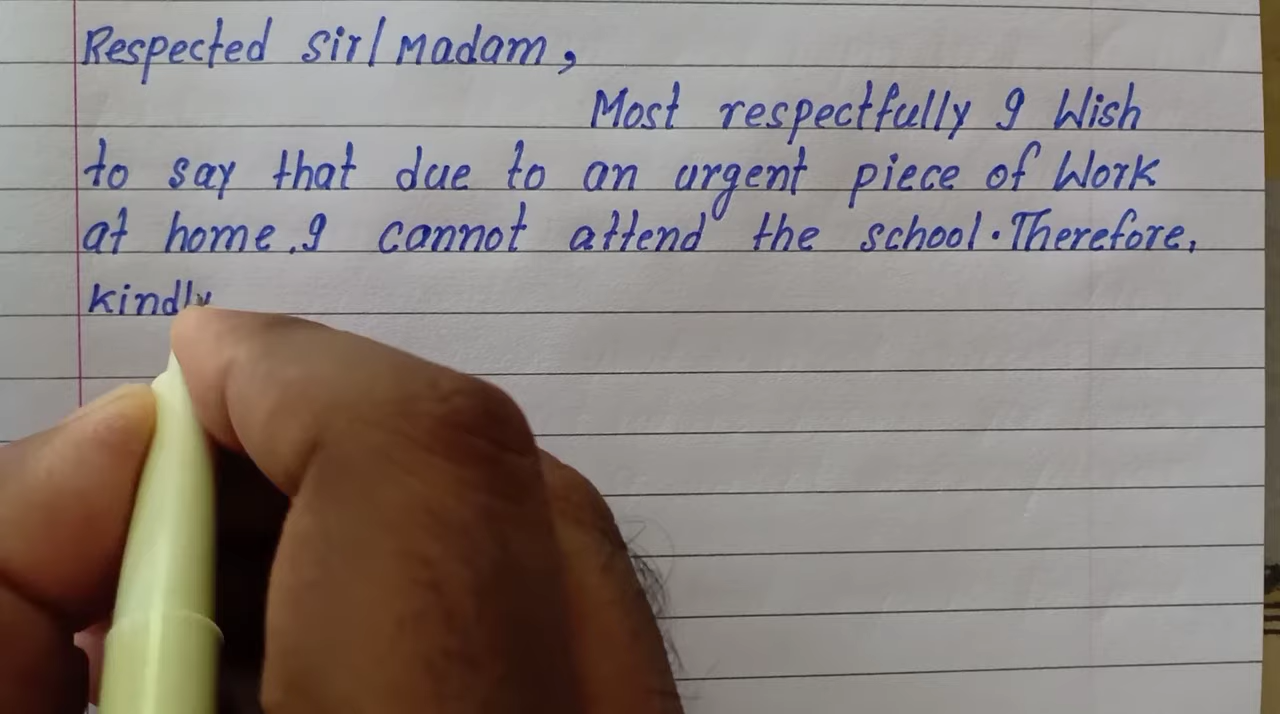 Respected Sir/Madam,
Most respectfully I Wish
to say that due to an urgent piece of Work
at home. I cannot attend the school. Therefore,
kindly